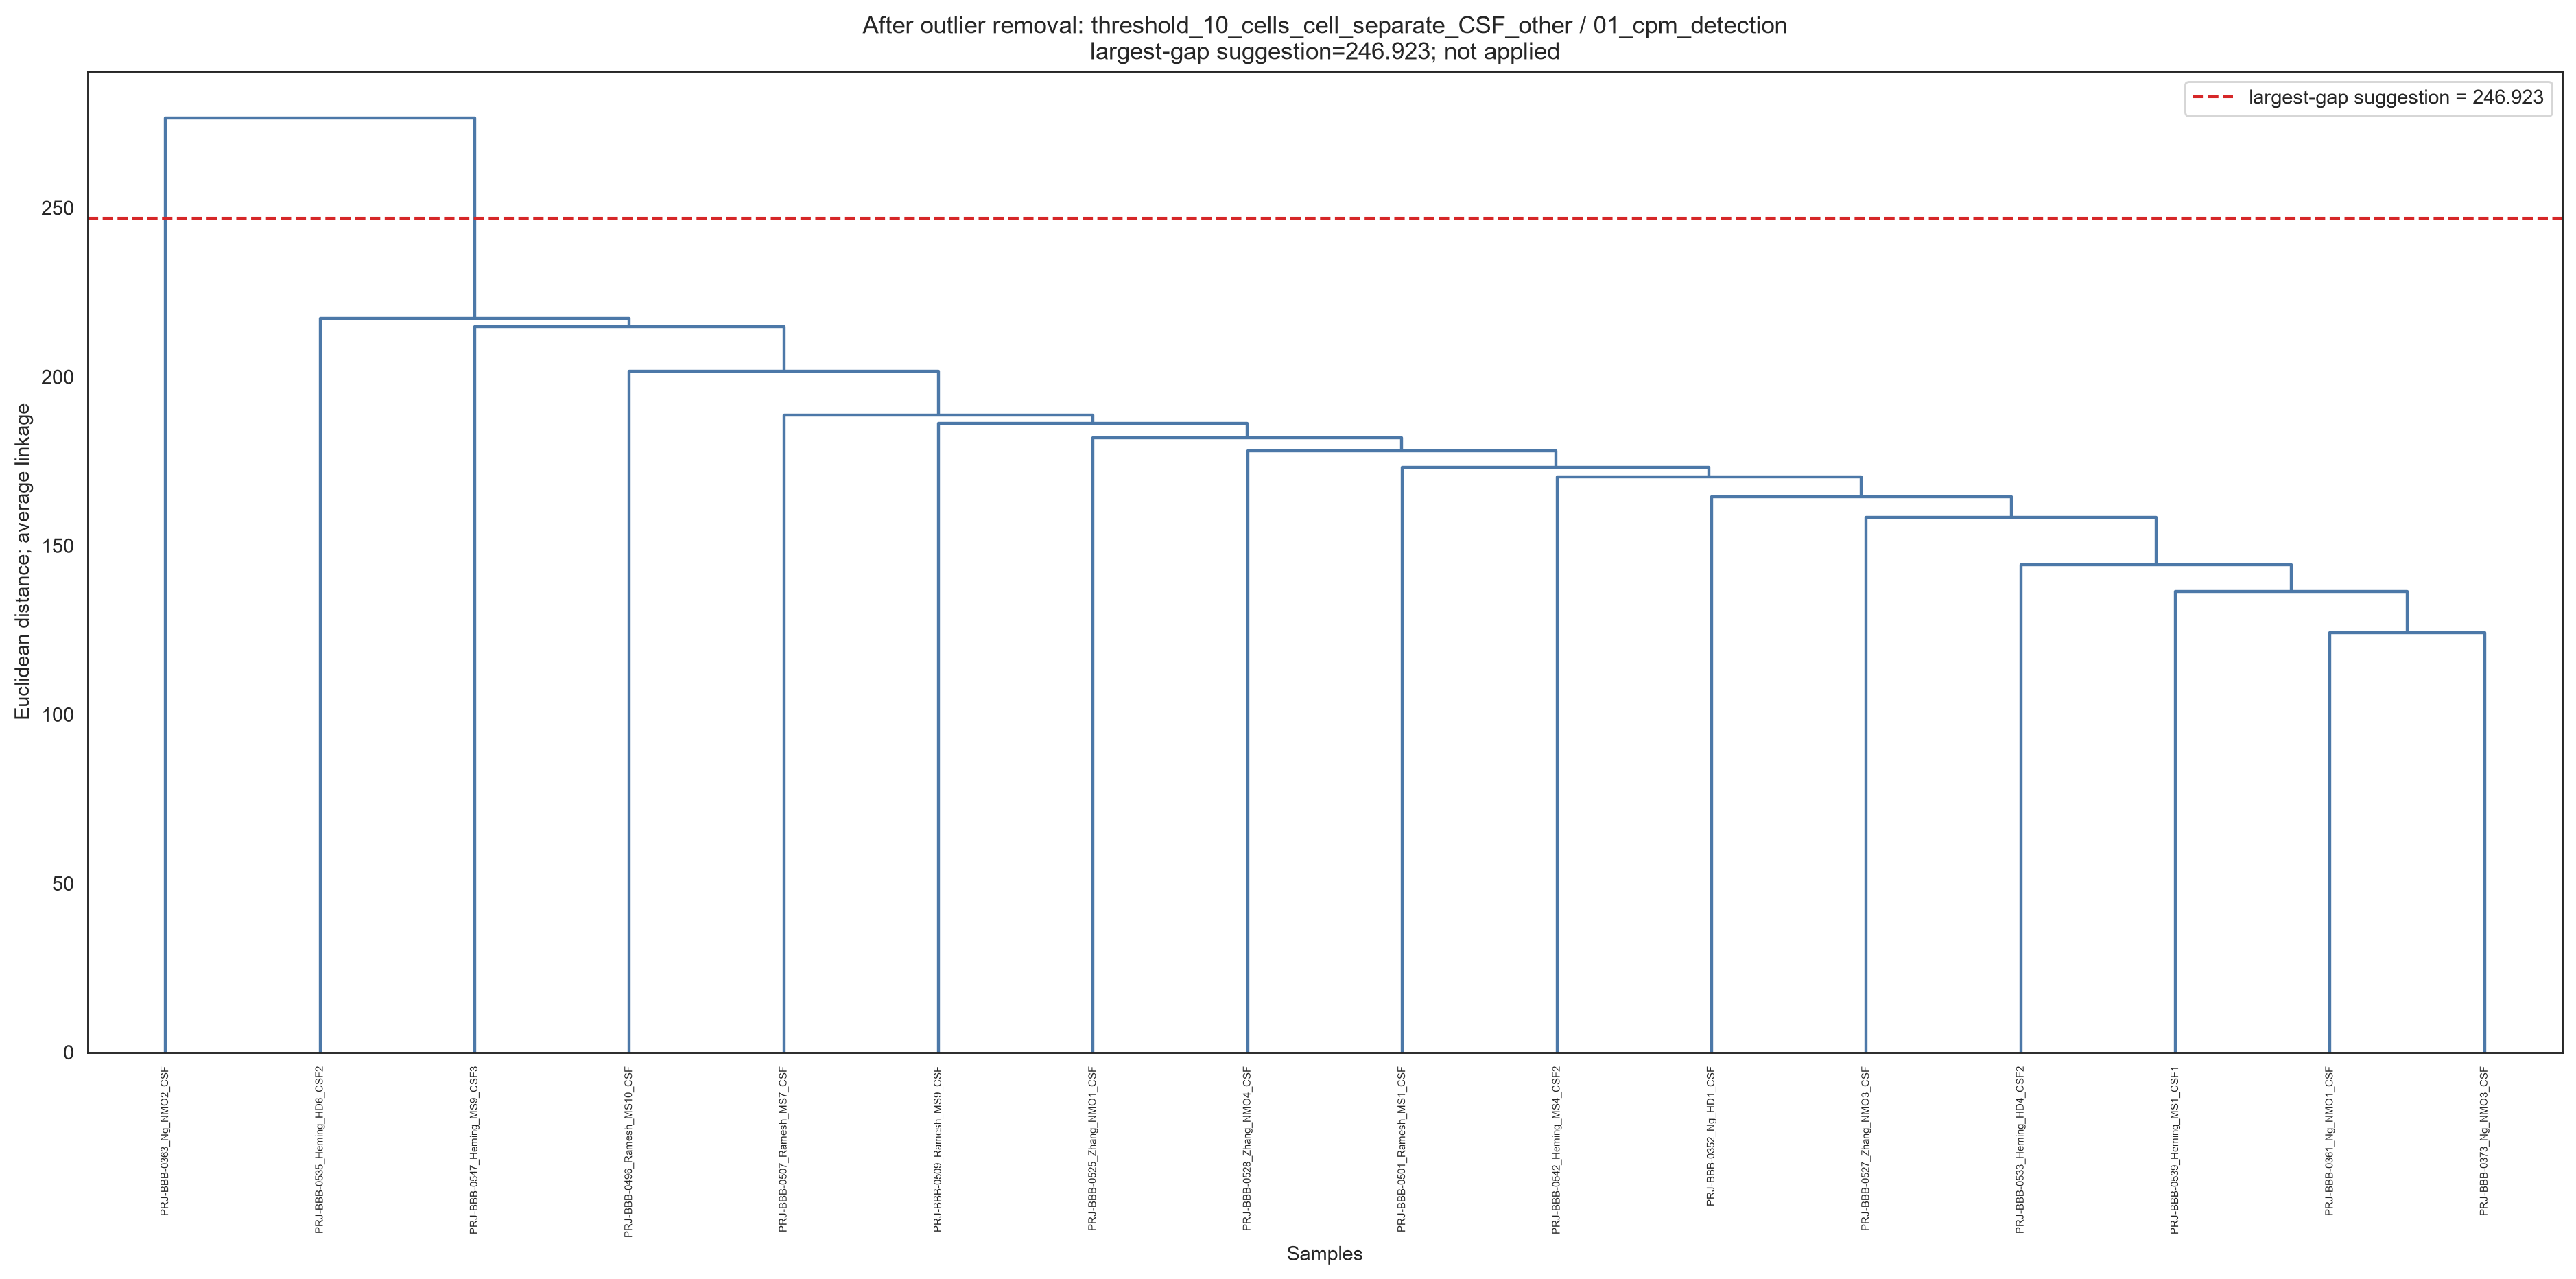 After outlier removal: threshold_10_cells_cell_separate_CSF_other / 01_cpm_detection
largest-gap suggestion=246.923; not applied
largest-gap suggestion = 246.923
Euclidean distance; average linkage
250
200
150
100
50
0
PRJ-BBB-0363_Ng_NMO2_CSF
PRJ-BBB-0535_Heming_HD6_CSF2
PRJ-BBB-0547_Heming_MS9_CSF3
PRJ-BBB-0496_Ramesh_MS10_CSF
PRJ-BBB-0507_Ramesh_MS7_CSF
PRJ-BBB-0509_Ramesh_MS9_CSF
PRJ-BBB-0525_Zhang_NMO1_CSF
PRJ-BBB-0528_Zhang_NMO4_CSF
PRJ-BBB-0501_Ramesh_MS1_CSF
PRJ-BBB-0542_Heming_MS4_CSF2
PRJ-BBB-0352_Ng_HD1_CSF
PRJ-BBB-0527_Zhang_NMO3_CSF
PRJ-BBB-0533_Heming_HD4_CSF2
PRJ-BBB-0539_Heming_MS1_CSF1
PRJ-BBB-0361_Ng_NMO1_CSF
PRJ-BBB-0373_Ng_NMO3_CSF
Samples